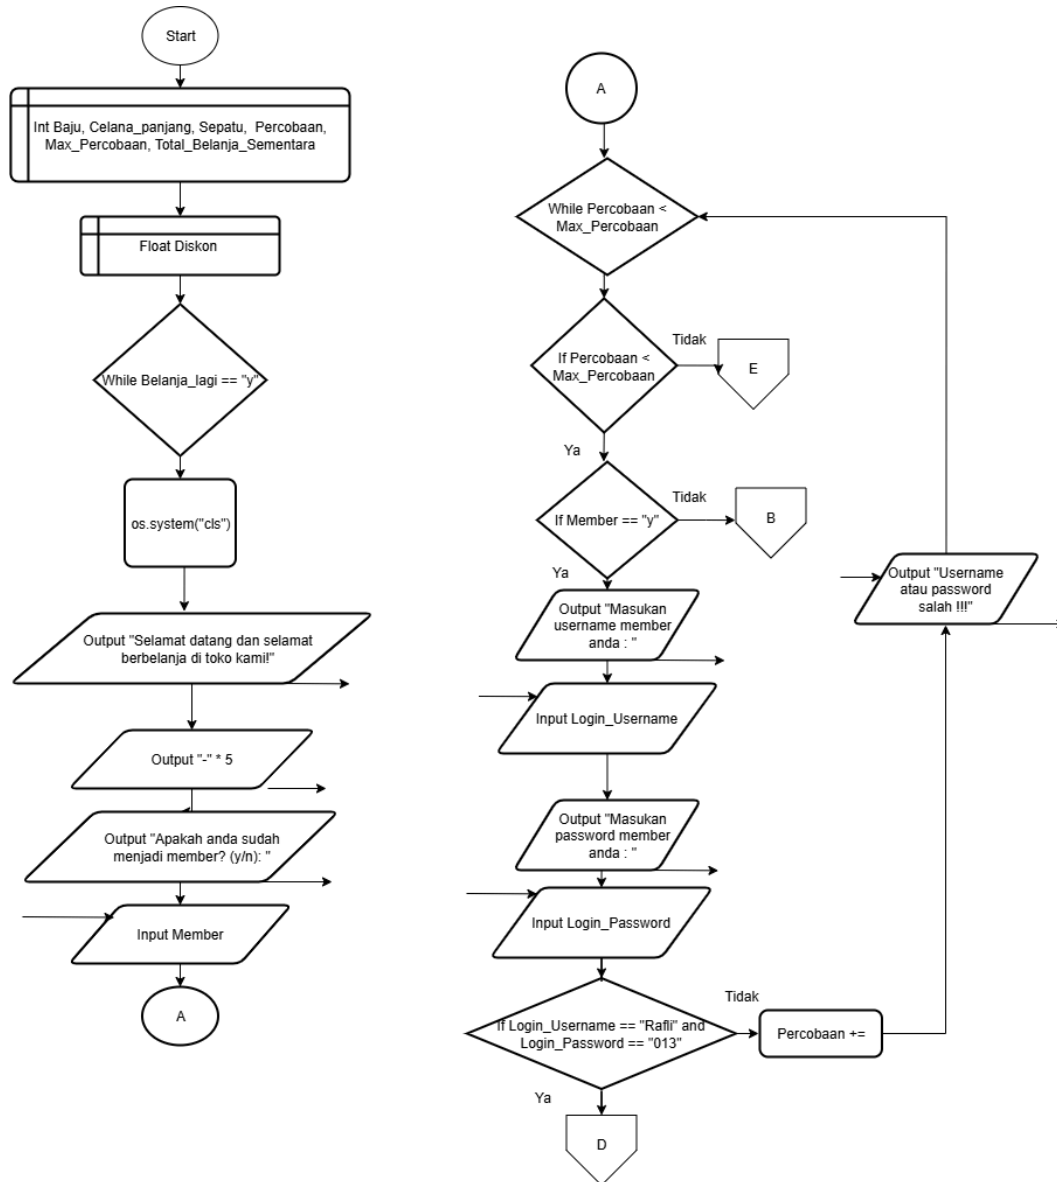 Start
Int Baju, Celana_panjang, Sepatu, Percobaan,
Max_Percobaan, Total_Belanja_Sementara
Float Diskon
While Belanja_lagi == "y"
os.system("cls")
Output "Selamat datang dan selamat
berbelanja di toko kami!"
Output "-" * 5
Output "Apakah anda sudah
menjadi member? (y/n): "
Input Member
A
A
While Percobaan <
Max_Percobaan
If Percobaan <
Max_Percobaan
Tidak
E
Ya
If Member == "y"
Tidak
B
Ya
Output "Masukan
username member
anda : "
Input Login_Username
Output "Masukan
password member
anda : "
Input Login_Password
If Login_Username == "Rafli" and
Login_Password == "013"
Tidak
Percobaan +=
Output "Username
atau password
salah !!!"
Ya
D